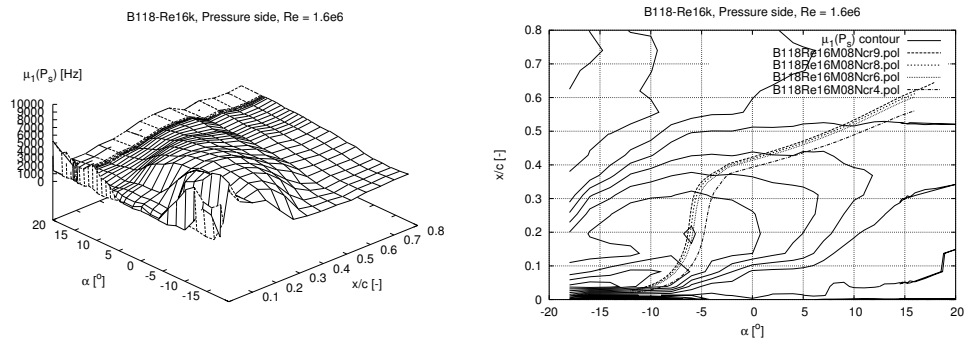 B118-Re16k, Pressure side, Re = 1.6e6
μ1(Ps) [Hz]
10000
9000
8000
7000
6000
5000
4000
3000
2000
1000
0
20
15
10
5
0
-5
-10
-15
α [o]
0.1
0.2
0.3
0.4
0.5
0.6
0.7
0.8
x/c [-]
B118-Re16k, Pressure side, Re = 1.6e6
μ1(Ps) contour
B118Re16M08Ncr9.pol
B118Re16M08Ncr8.pol
B118Re16M08Ncr6.pol
B118Re16M08Ncr4.pol
0.8
0.7
0.6
0.5
0.4
0.3
0.2
0.1
0
x/c [-]
-20 -15 -10 -5 0 5 10 15 20
α [o]